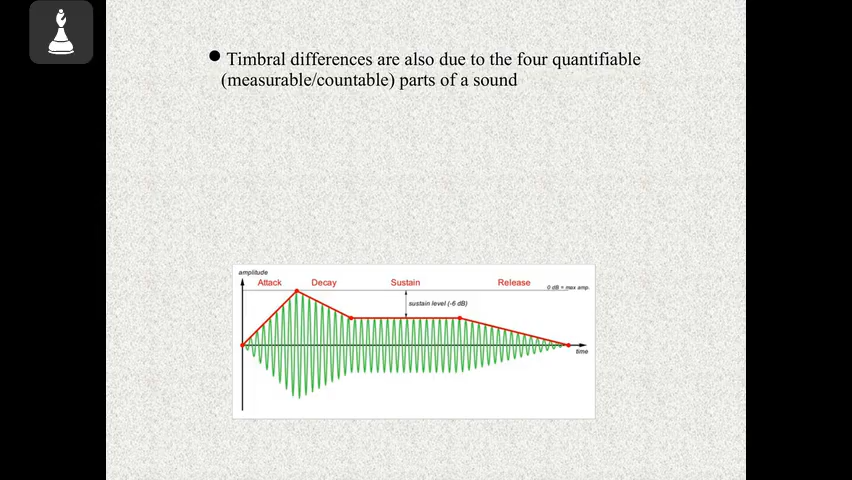 ● Timbral differences are also due to the four quantifiable
(measurable/countable) parts of a sound
amplitude
Attack Decay Sustain Release
0 dB = max amp.
sustain level (-6 dB)
time